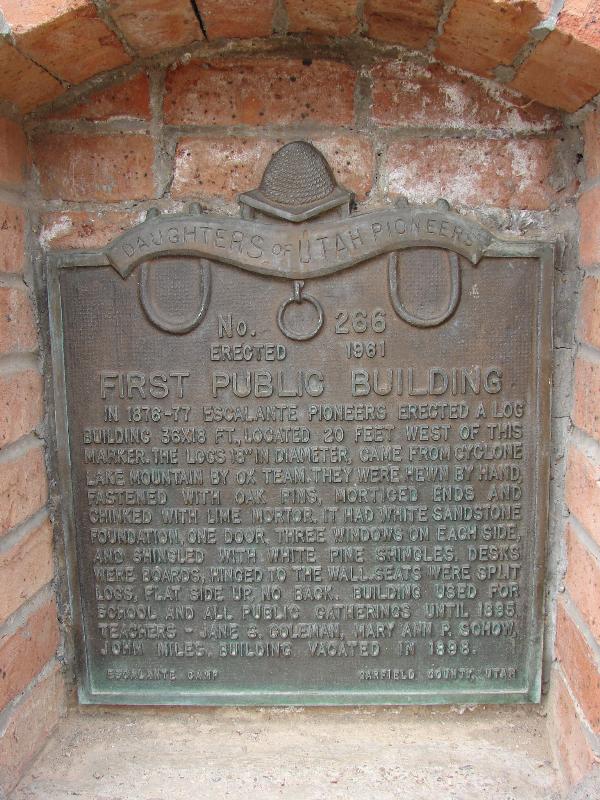 DAUGHTERS OF UTAH PIONEERS
No. 266
ERECTED 1961
FIRST PUBLIC BUILDING
IN 1876-77 ESCALANTE PIONEERS ERECTED A LOG
BUILDING 36X18 FT., LOCATED 20 FEET WEST OF THIS
MARKER. THE LOGS 18" IN DIAMETER, CAME FROM CYCLONE
LAKE MOUNTAIN BY OX TEAM. THEY WERE HEWN BY HAND,
FASTENED WITH OAK PINS, MORTICED ENDS AND
CHINKED WITH LIME MORTOR. IT HAD WHITE SANDSTONE
FOUNDATION, ONE DOOR, THREE WINDOWS ON EACH SIDE,
AND SHINGLED WITH WHITE PINE SHINGLES. DESKS
WERE BOARDS, HINGED TO THE WALL. SEATS WERE SPLIT
LOGS, FLAT SIDE UP, NO BACK. BUILDING USED FOR
SCHOOL AND ALL PUBLIC GATHERINGS UNTIL 1885.
TEACHERS - JANE S. COLEMAN, MARY ANN P. SCHOW,
JOHN MILES. BUILDING VACATED IN 1898.
ESCALANTE CAMP GARFIELD COUNTY, UTAH